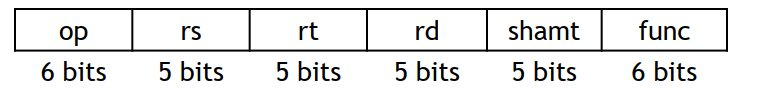 op rs rt rd shamt func
6 bits 5 bits 5 bits 5 bits 5 bits 6 bits